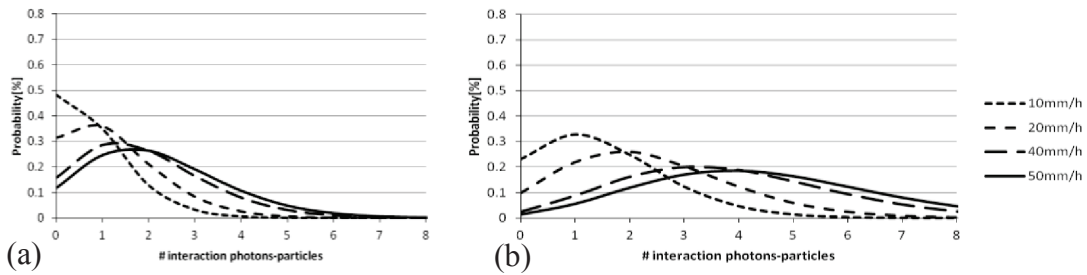 0.8
0.7
0.6
0.5
0.4
0.3
0.2
0.1
0
Probability[%]
0 1 2 3 4 5 6 7 8
# interaction photons-particles
(a)
0.8
0.7
0.6
0.5
0.4
0.3
0.2
0.1
0
Probability[%]
0 1 2 3 4 5 6 7 8
# interaction photons-particles
(b)
10mm/h
20mm/h
40mm/h
50mm/h